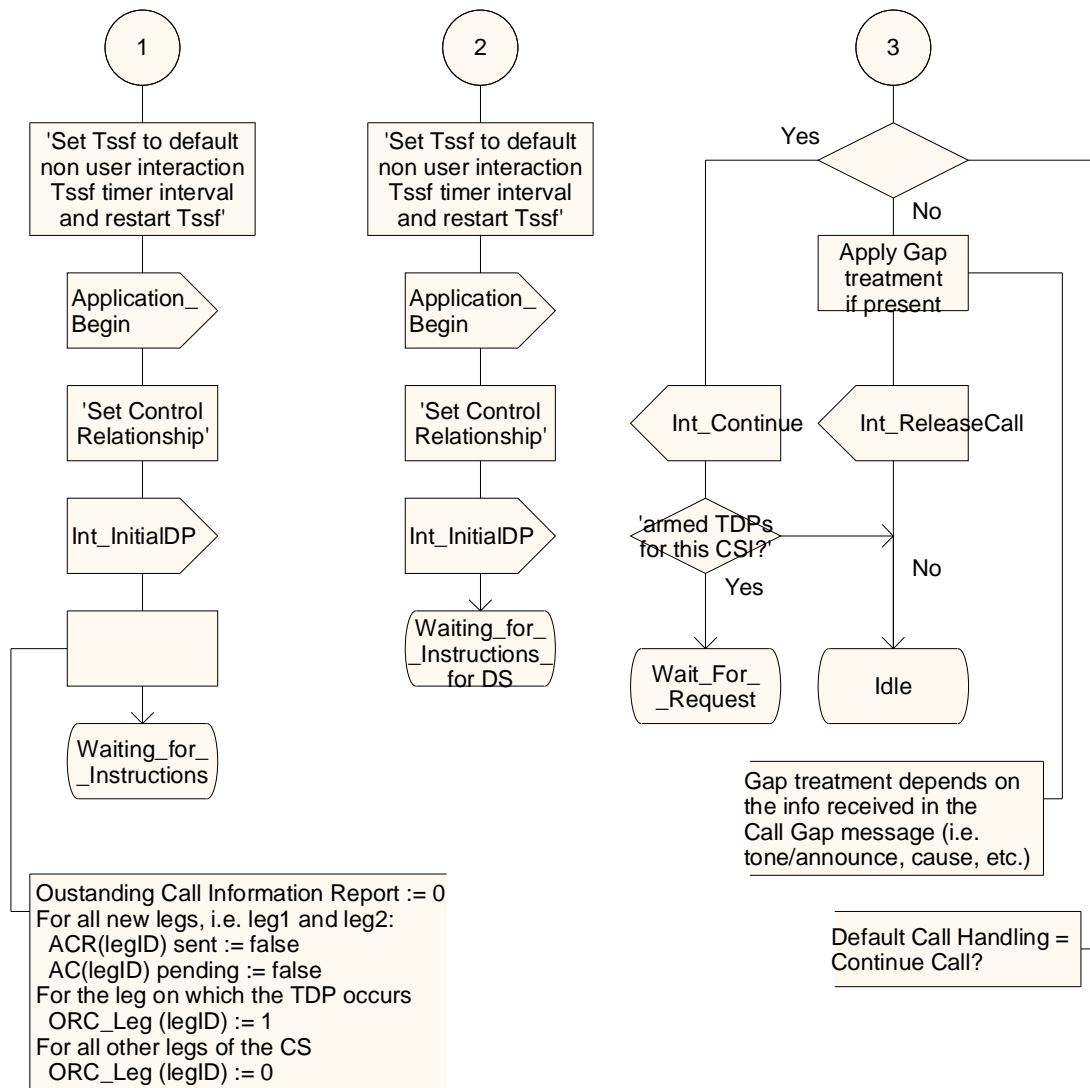 1
'Set Tssf to default
non user interaction
Tssf timer interval
and restart Tssf'
Application_
Begin
'Set Control
Relationship'
Int_InitialDP
Waiting_for_
_Instructions
Oustanding Call Information Report := 0
For all new legs, i.e. leg1 and leg2:
ACR(legID) sent := false
AC(legID) pending := false
For the leg on which the TDP occurs
ORC_Leg (legID) := 1
For all other legs of the CS
ORC_Leg (legID) := 0
2
'Set Tssf to default
non user interaction
Tssf timer interval
and restart Tssf'
Application_
Begin
'Set Control
Relationship'
Int_InitialDP
Waiting_for_
_Instructions_
for DS
3
Yes
No
Apply Gap
treatment
if present
Int_Continue
Int_ReleaseCall
'armed TDPs
for this CSI?'
No
Yes
Wait_For_
_Request
Idle
Gap treatment depends on
the info received in the
Call Gap message (i.e.
tone/announce, cause, etc.)
Default Call Handling =
Continue Call?